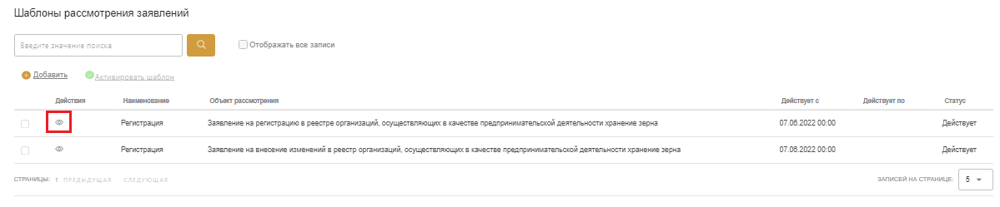 Шаблоны рассмотрения заявлений
Введите значение поиска
Отображать все записи
Добавить Активировать шаблон
Действия Наименование Объект рассмотрения Действует с Действует по Статус
Регистрация Заявление на регистрацию в реестре организаций, осуществляющих в качестве предпринимательской деятельности хранение зерна 07.06.2022 00:00 Действует
Регистрация Заявление на внесение изменений в реестр организаций, осуществляющих в качестве предпринимательской деятельности хранение зерна 07.06.2022 00:00 Действует
СТРАНИЦЫ: 1 ПРЕДЫДУЩАЯ СЛЕДУЮЩАЯ ЗАПИСЕЙ НА СТРАНИЦЕ: 5